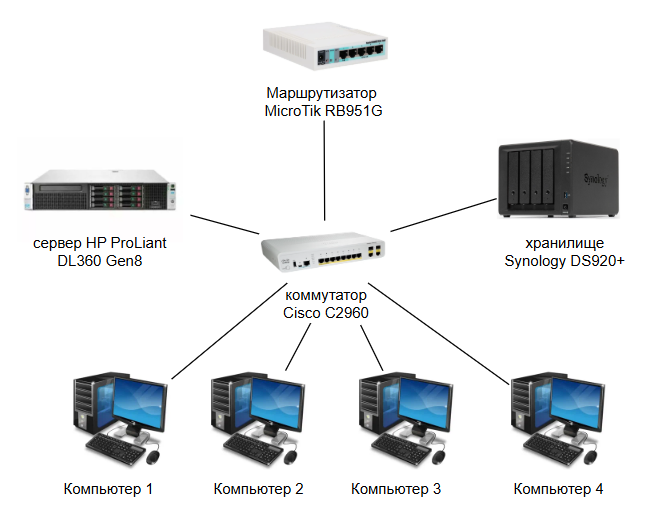 Маршрутизатор
MicroTik RB951G
Synology
сервер HP ProLiant
DL360 Gen8
хранилище
Synology DS920+
коммутатор
Cisco C2960
Компьютер 1
Компьютер 2
Компьютер 3
Компьютер 4